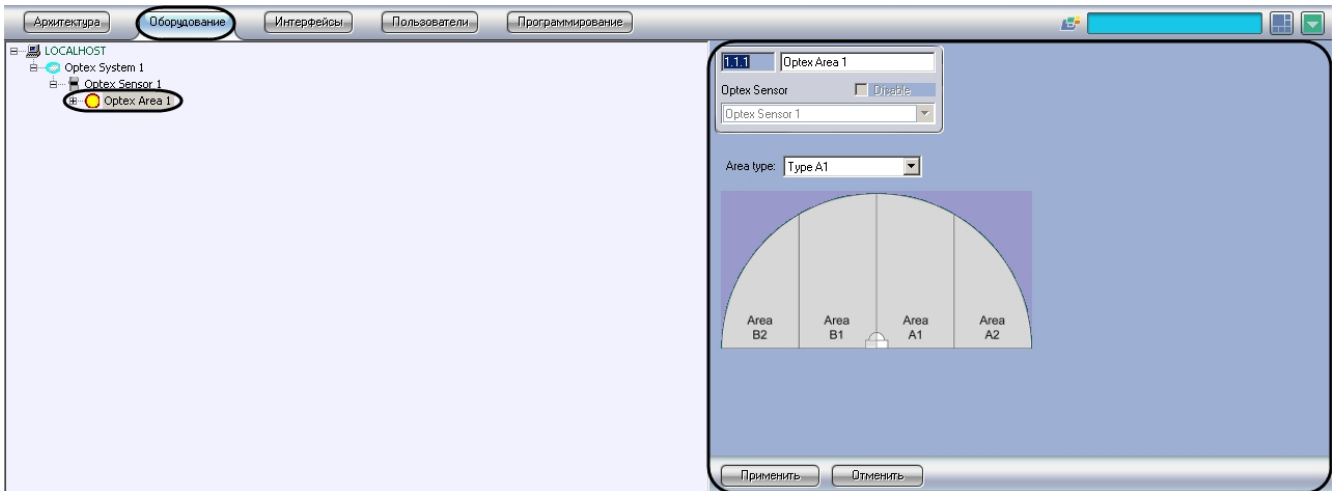 Архитектура Оборудование Интерфейсы Пользователи Программирование
LOCALHOST
Optex System 1
Optex Sensor 1
Optex Area 1
1.1.1 Optex Area 1
Optex Sensor Disable
Optex Sensor 1
Area type: Type A1
Area B2
Area B1
Area A1
Area A2
Применить Отменить